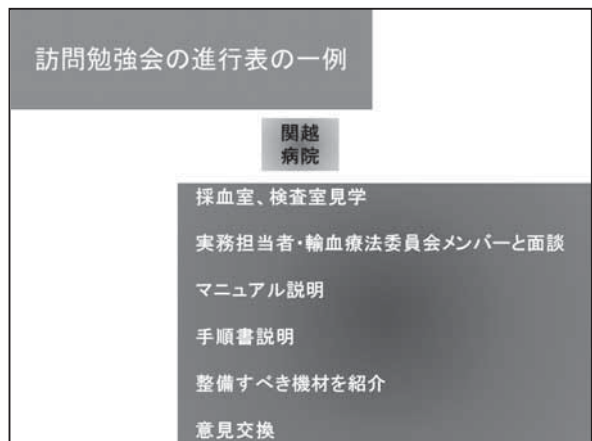 訪問勉強会の進行表の一例
関越
病院
採血室、検査室見学
実務担当者・輸血療法委員会メンバーと面談
マニュアル説明
手順書説明
整備すべき機材を紹介
意見交換